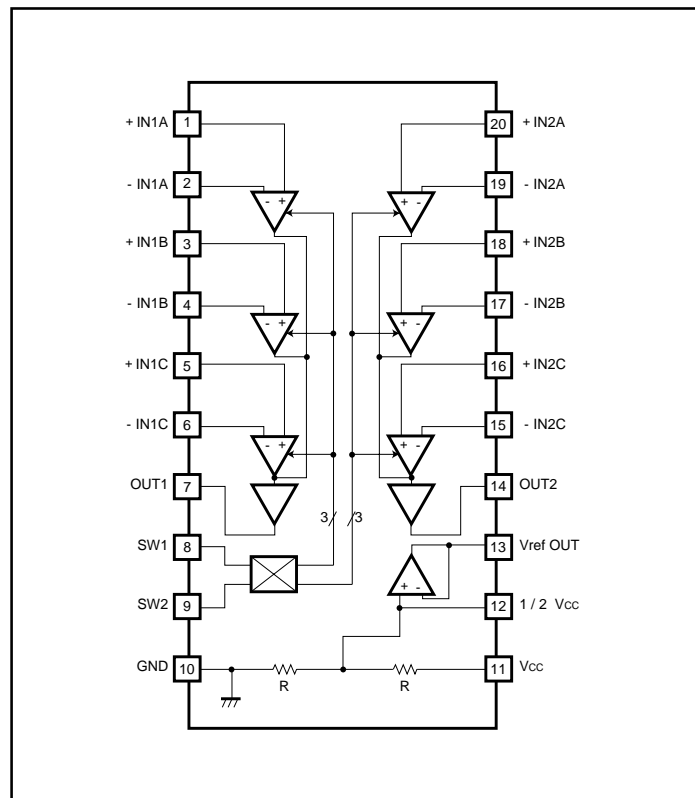 + IN1A 1
20 + IN2A
- IN1A 2
- +
+ -
19 - IN2A
+ IN1B 3
18 + IN2B
- IN1B 4
- +
+ -
17 - IN2B
+ IN1C 5
16 + IN2C
- IN1C 6
- +
+ -
15 - IN2C
OUT1 7
14 OUT2
3 3
SW1 8
13 Vref OUT
+ -
SW2 9
12 1 / 2 Vcc
GND 10
R R
11 Vcc